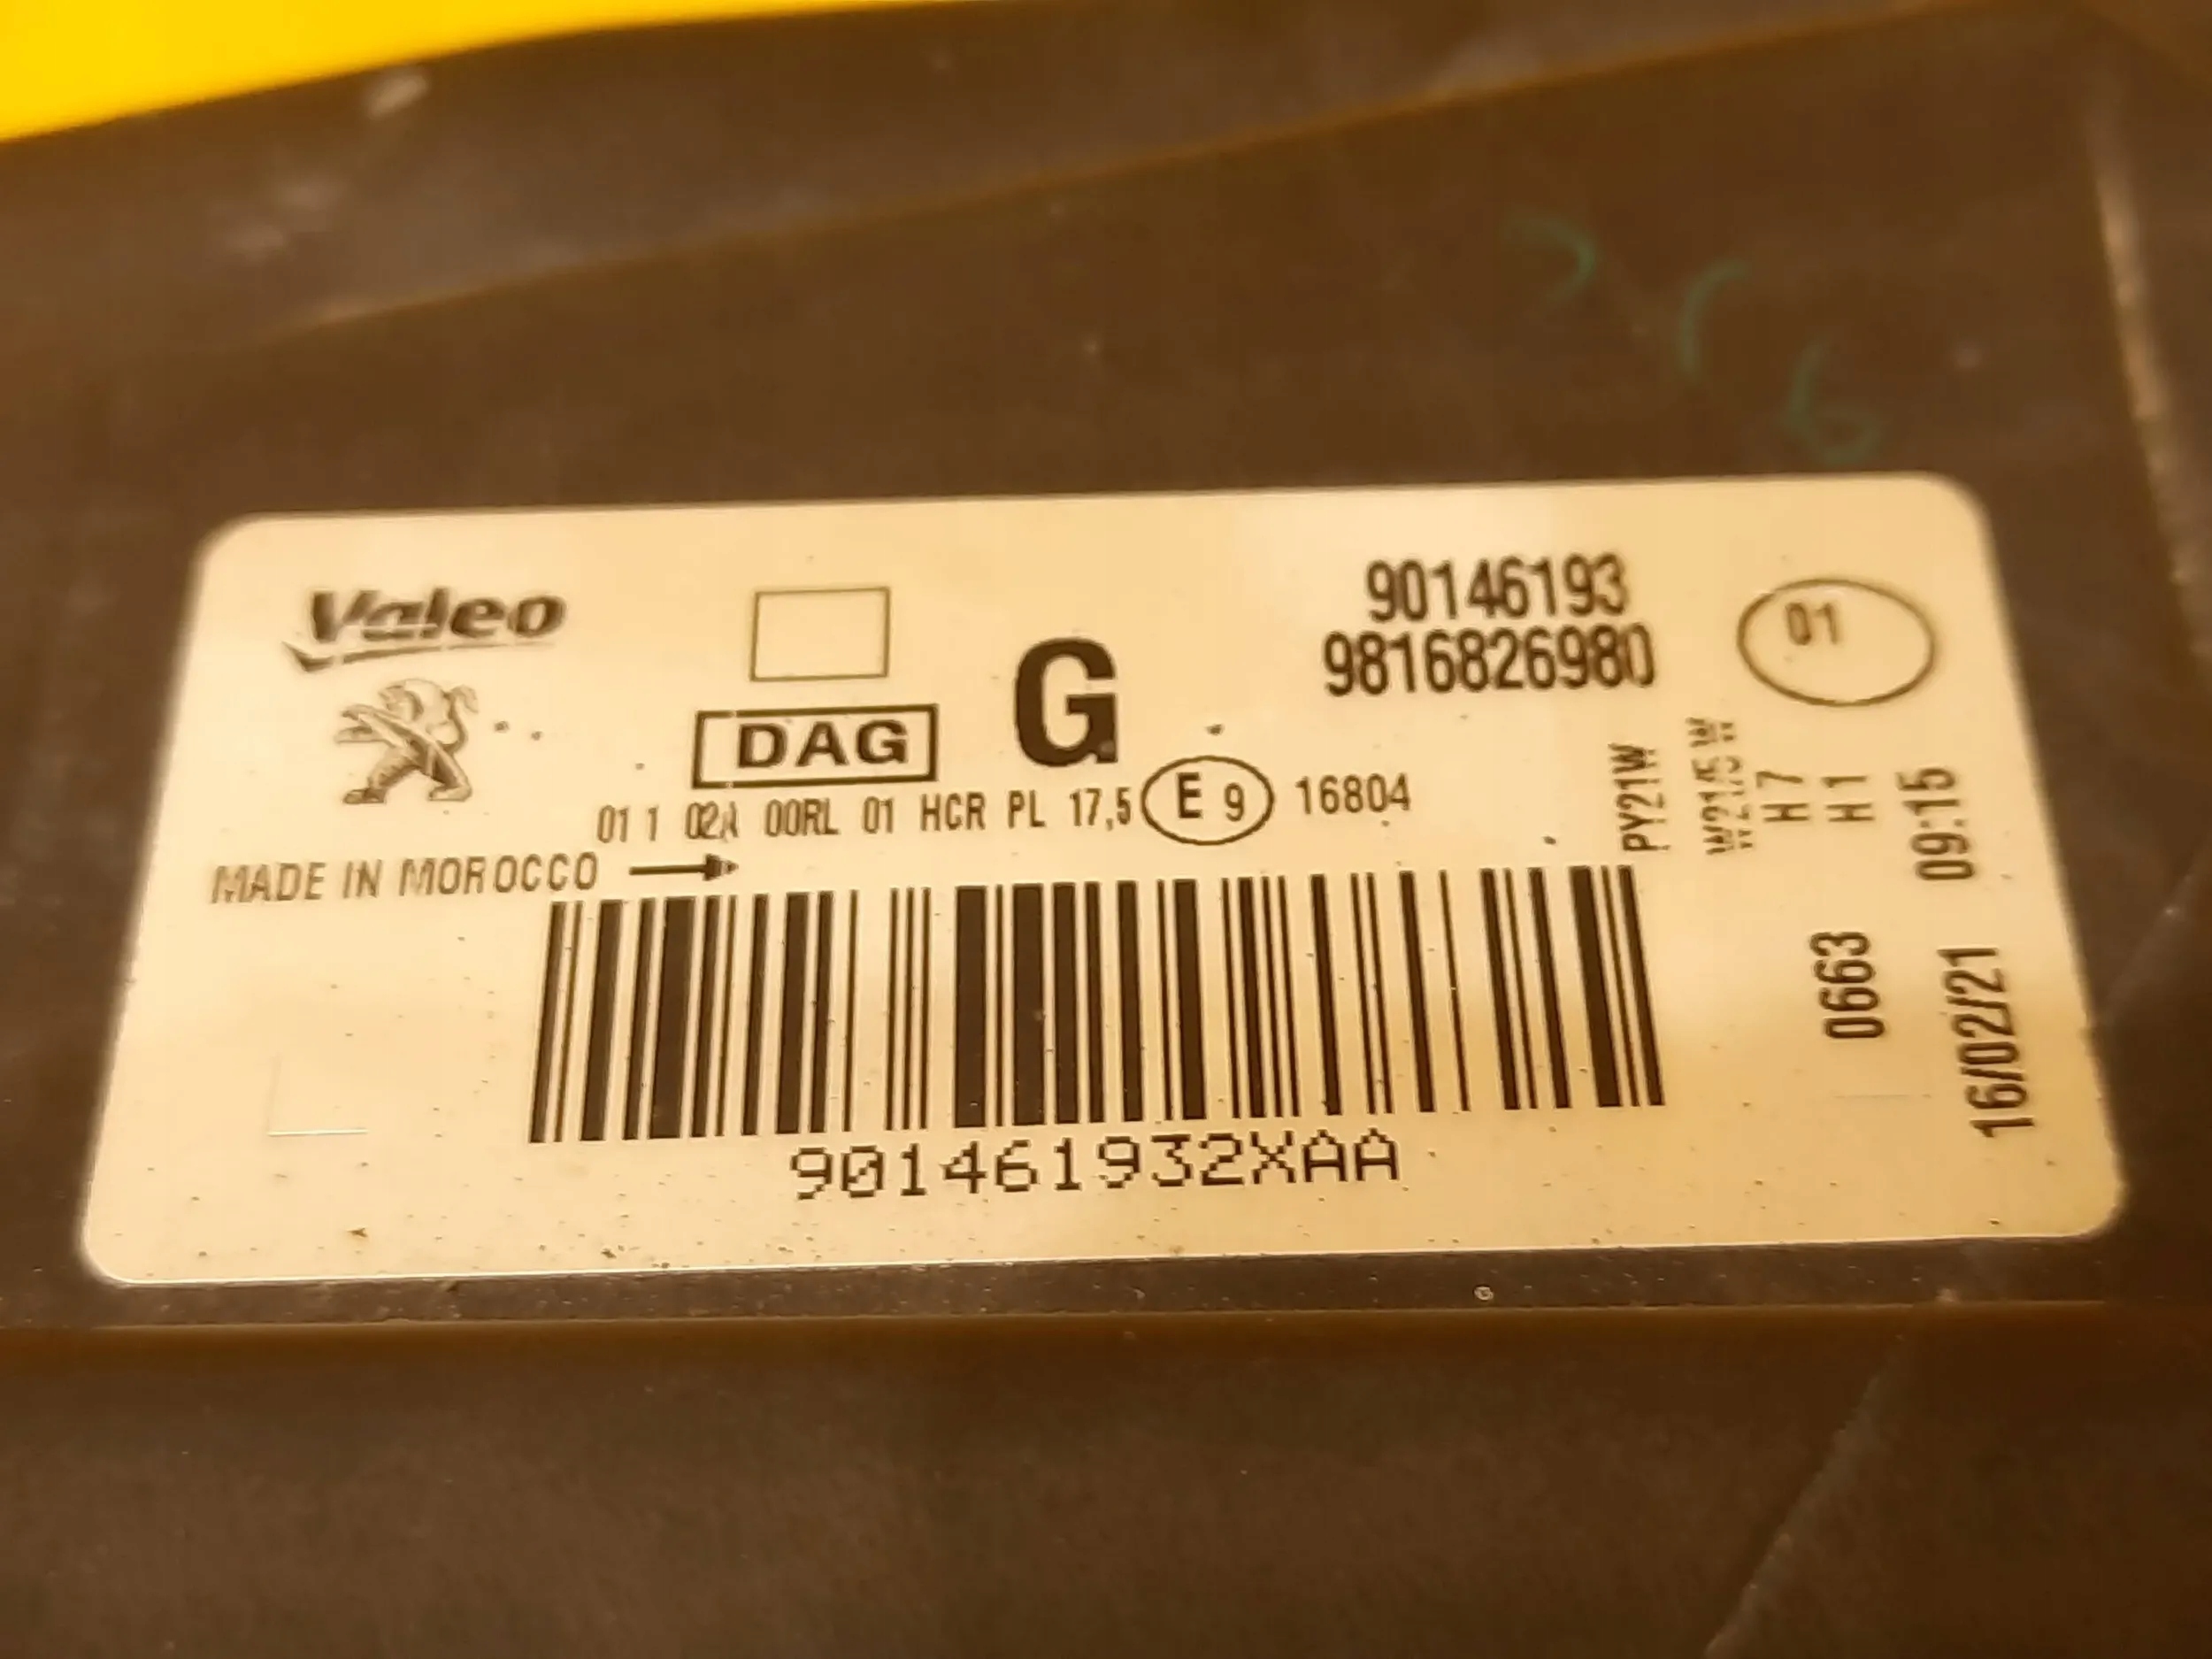 Valeo
DAG
G
90146193
9816826980
01
01 1 02A 00RL 01 HCR PL 17,5 E 9 16804
MADE IN MOROCCO
PY21W
W21/5W
H7
H1
09:15
0663
16/02/21
901461932XAA